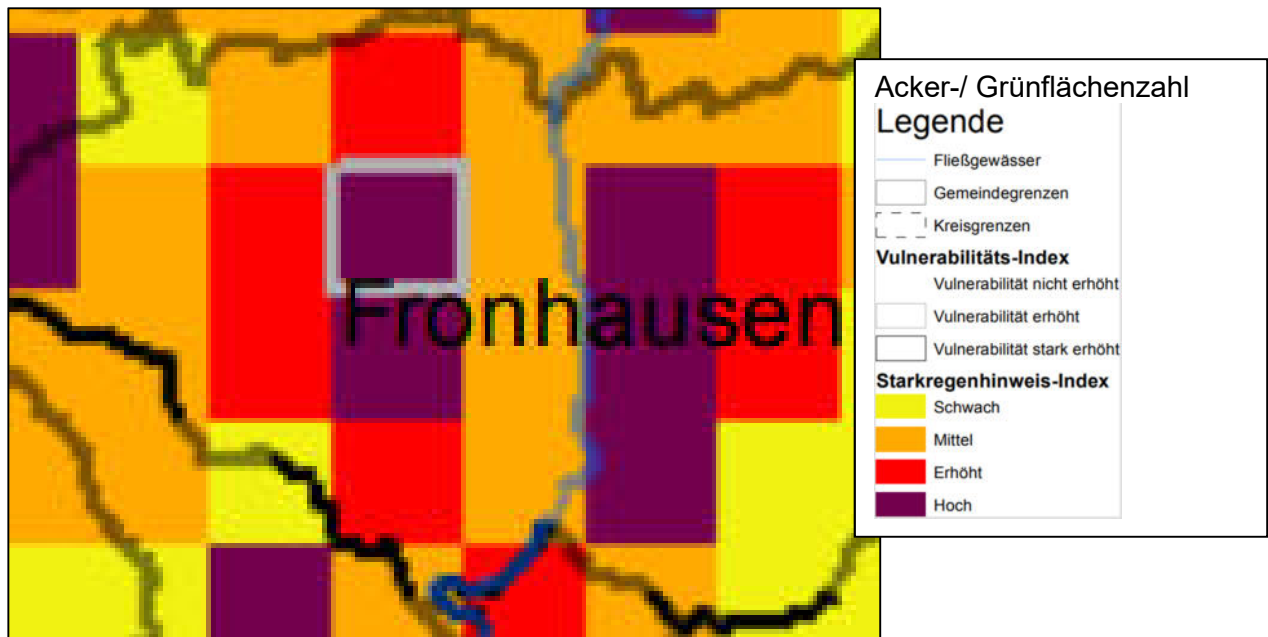 Fronhausen
Acker-/ Grünflächenzahl
Legende
Fließgewässer
Gemeindegrenzen
Kreisgrenzen
Vulnerabilitäts-Index
Vulnerabilität nicht erhöht
Vulnerabilität erhöht
Vulnerabilität stark erhöht
Starkregenhinweis-Index
Schwach
Mittel
Erhöht
Hoch